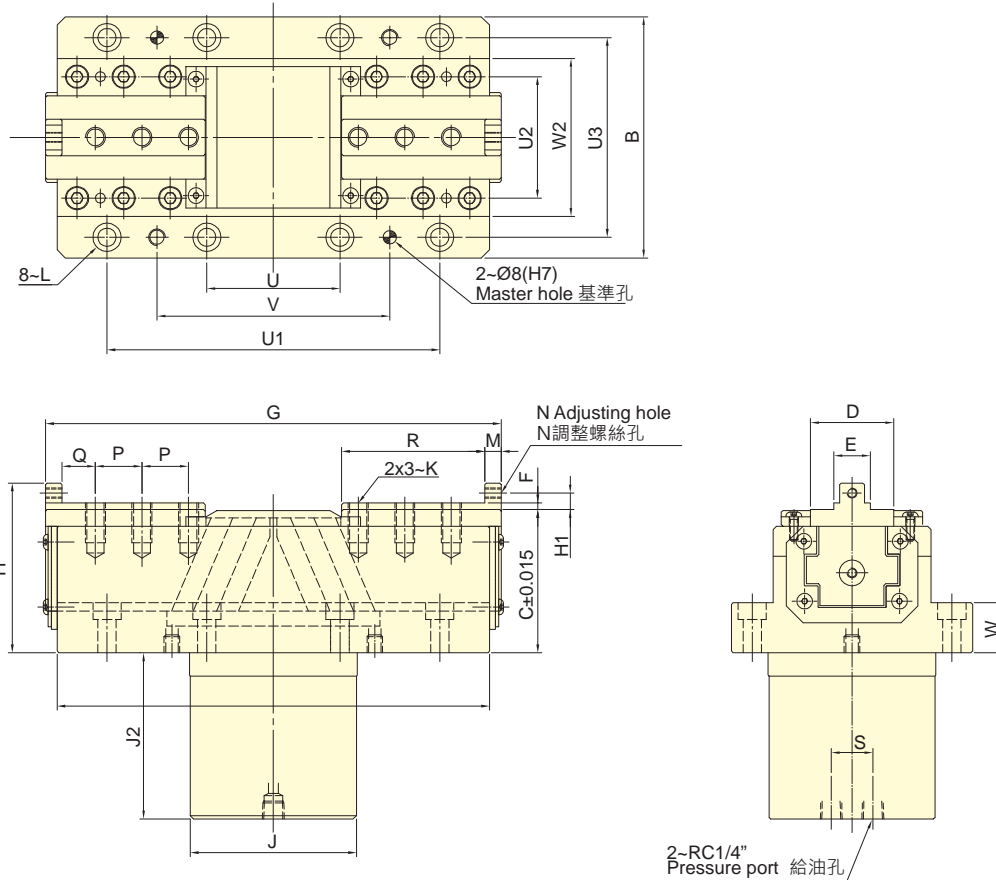 U2
W2
U3
B
8~L
U
V
U1
2~Ø8(H7)
Master hole 基準孔
G
Q
P
P
R
M
N Adjusting hole
N調整螺絲孔
2x3~K
F
H1
C±0.015
H
J2
J
D
E
W
S
2~RC1/4”
Pressure port 給油孔